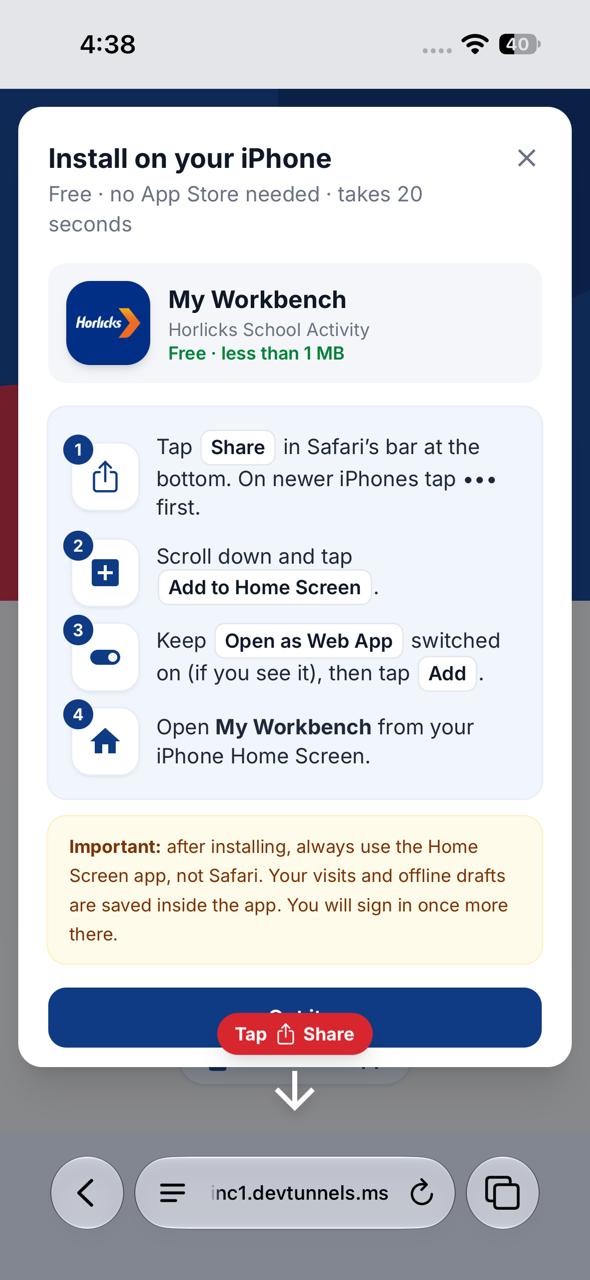 4:38
40
Install on your iPhone
Free · no App Store needed · takes 20
seconds
Horlicks
My Workbench
Horlicks School Activity
Free · less than 1 MB
1
Tap Share in Safari’s bar at the
bottom. On newer iPhones tap •••
first.
2
Scroll down and tap
Add to Home Screen.
3
Keep Open as Web App switched
on (if you see it), then tap Add.
4
Open My Workbench from your
iPhone Home Screen.
Important: after installing, always use the Home
Screen app, not Safari. Your visits and offline drafts
are saved inside the app. You will sign in once more
there.
Tap Share
inc1.devtunnels.ms